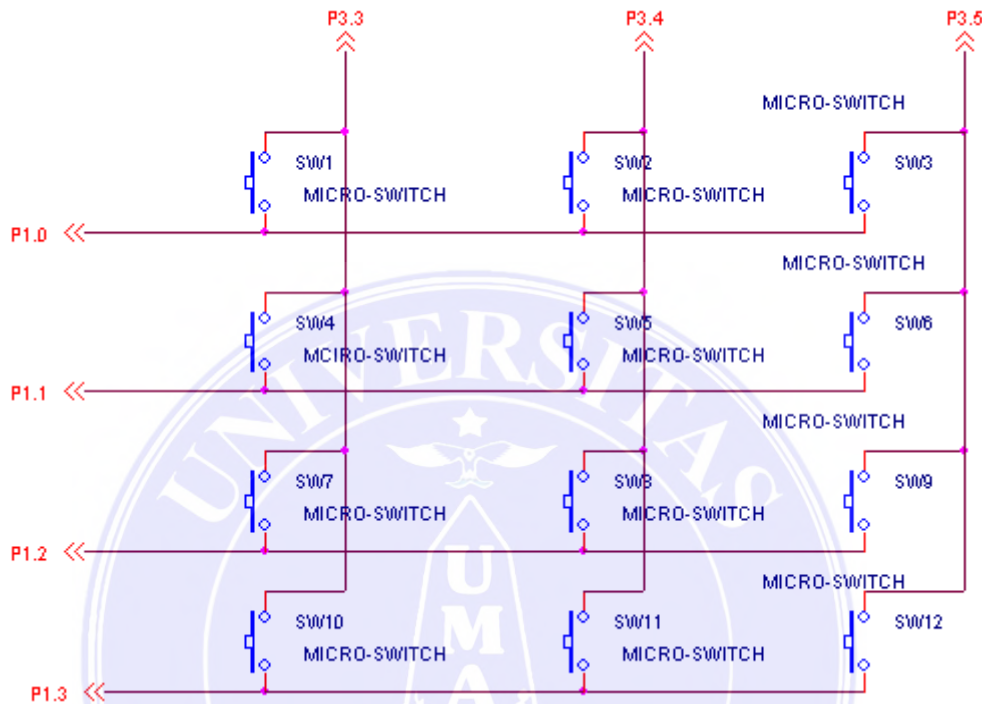 P3.3
P3.4
P3.5
MICRO-SWITCH
SW1
SW2
SW3
MICRO-SWITCH
MICRO-SWITCH
P1.0
MICRO-SWITCH
SW4
SW5
SW6
MCIRO-SWITCH
MICRO-SWITCH
P1.1
MICRO-SWITCH
SW7
SW8
SW9
MICRO-SWITCH
MICRO-SWITCH
P1.2
MICRO-SWITCH
SW10
SW11
SW12
MICRO-SWITCH
MICRO-SWITCH
P1.3
UNIVERSITAS
UMA